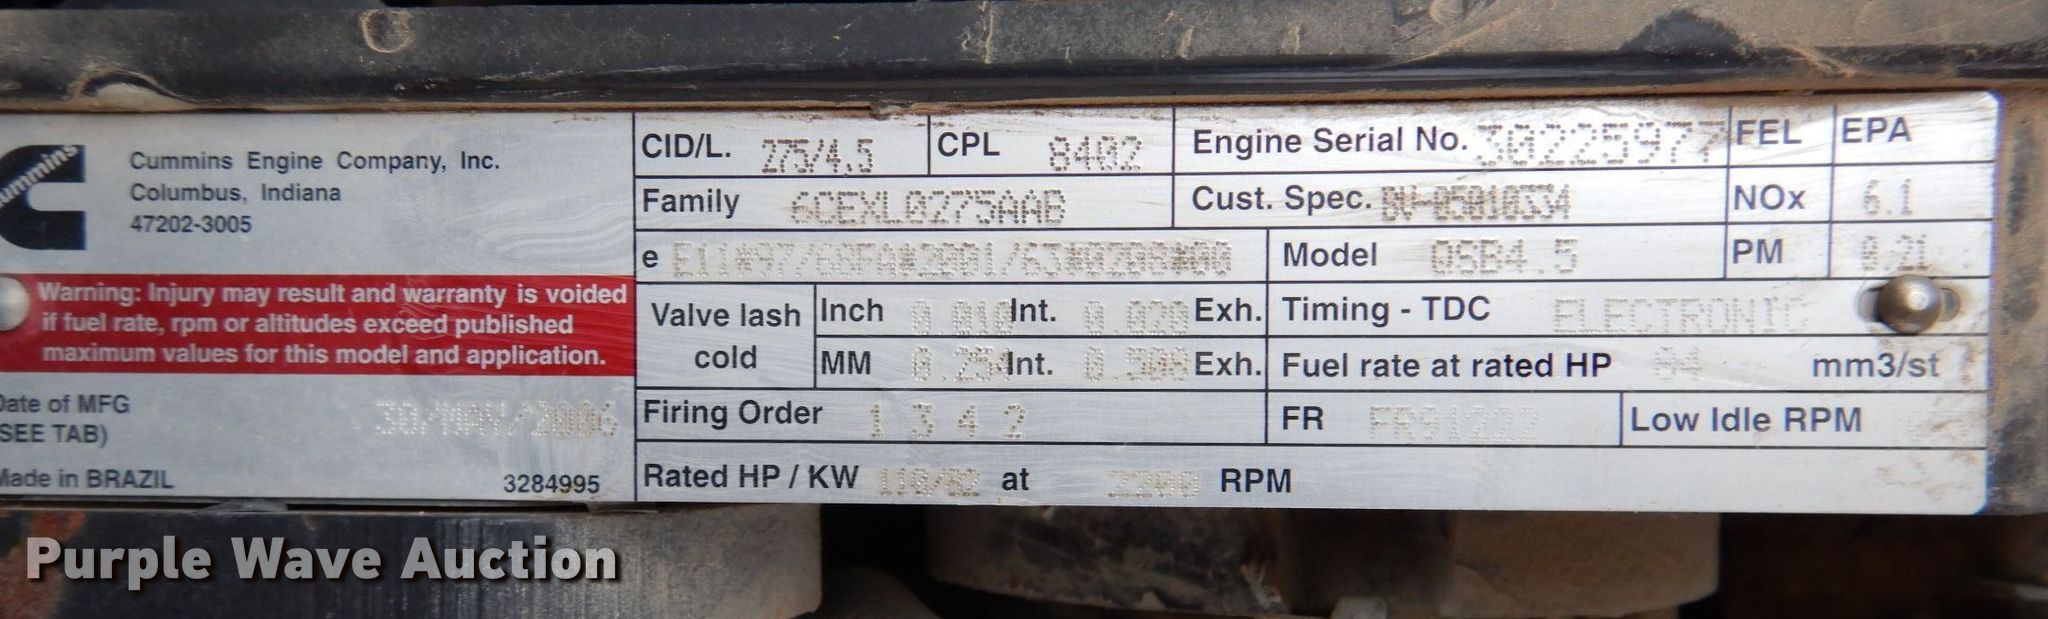 cummins
Cummins Engine Company, Inc.
Columbus, Indiana
47202-3005
Warning: Injury may result and warranty is voided
if fuel rate, rpm or altitudes exceed published
maximum values for this model and application.
Date of MFG 30/MAY/2006
(SEE TAB)
Made in BRAZIL 3284995
CID/L. 275/4.5 CPL 8402 Engine Serial No. 30225977 FEL EPA
Family 6CEXL0275AAB Cust. Spec. BV-05010334 NOx 6.1
e E11*97/68FA*2001/63*0208*00 Model QSB4.5 PM 0.21
Valve lash cold Inch 0.010 Int. 0.020 Exh. Timing - TDC ELECTRONIC
MM 0.254 Int. 0.508 Exh. Fuel rate at rated HP 84 mm3/st
Firing Order 1 3 4 2 FR FR91222 Low Idle RPM
Rated HP / KW 110/82 at 2200 RPM
Purple Wave Auction